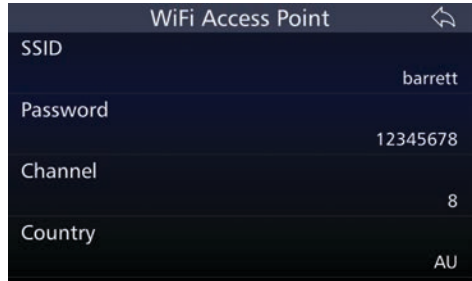 WiFi Access Point
SSID
barrett
Password
12345678
Channel
8
Country
AU